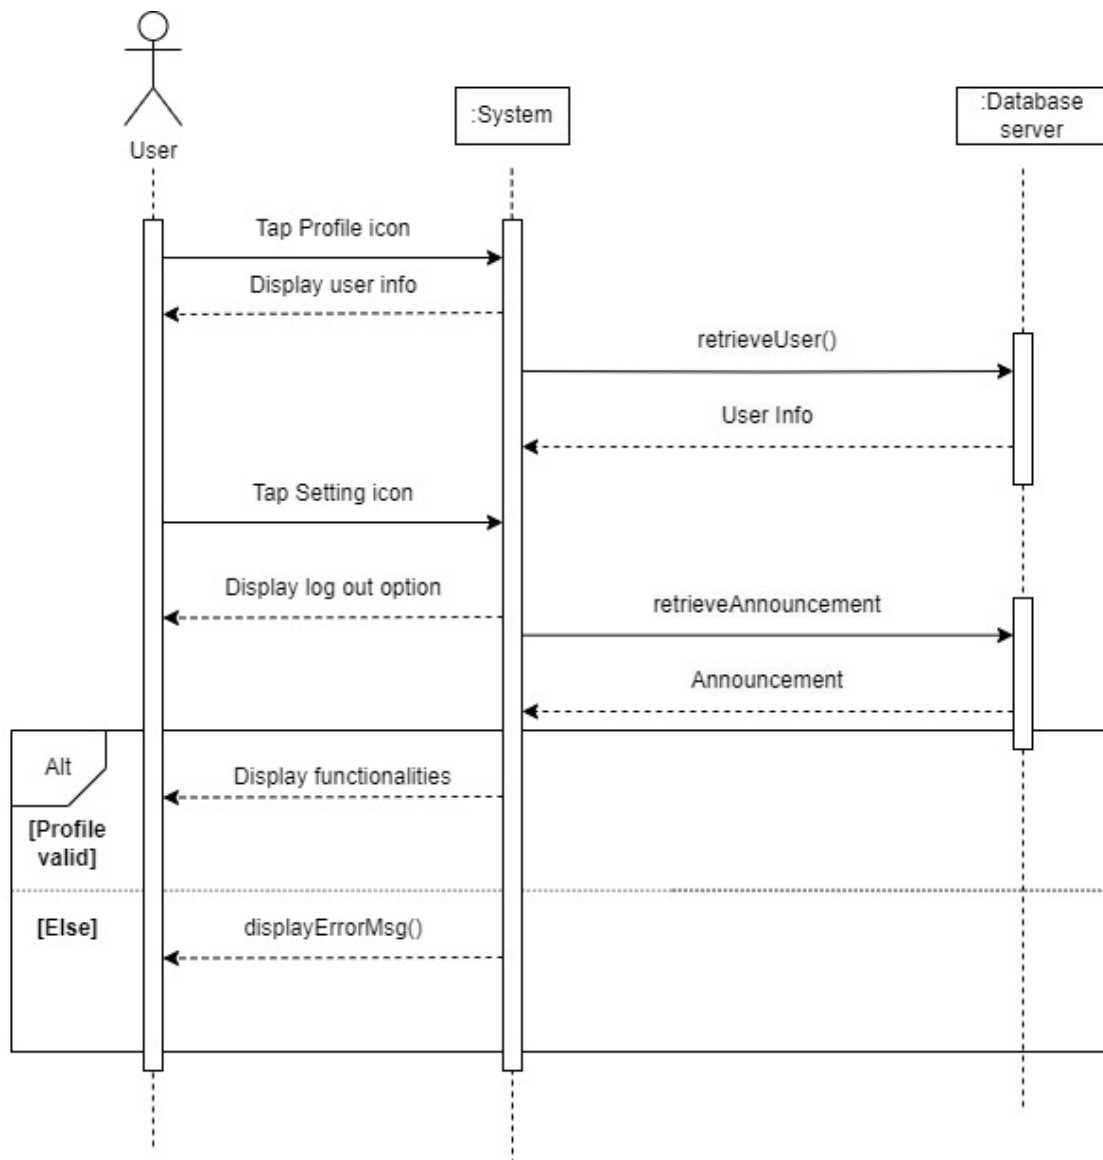 :Database
server
:System
User
Tap Profile icon
Display user info
retrieveUser()
User Info
Tap Setting icon
Display log out option
retrieveAnnouncement
Announcement
Alt
Display functionalities
[Profile
valid]
[Else]
displayErrorMsg()